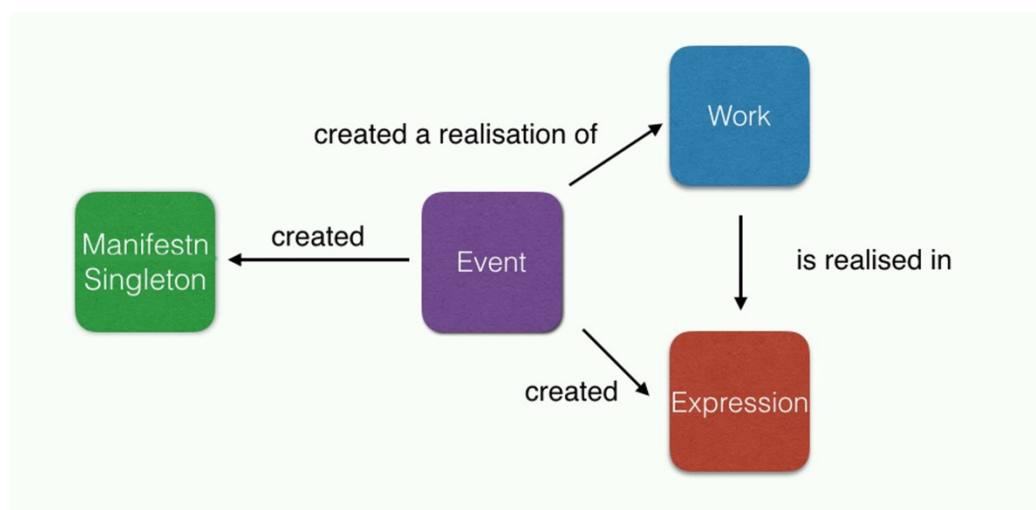 Work
created a realisation of
Manifestn
Singleton
created
Event
is realised in
created
Expression